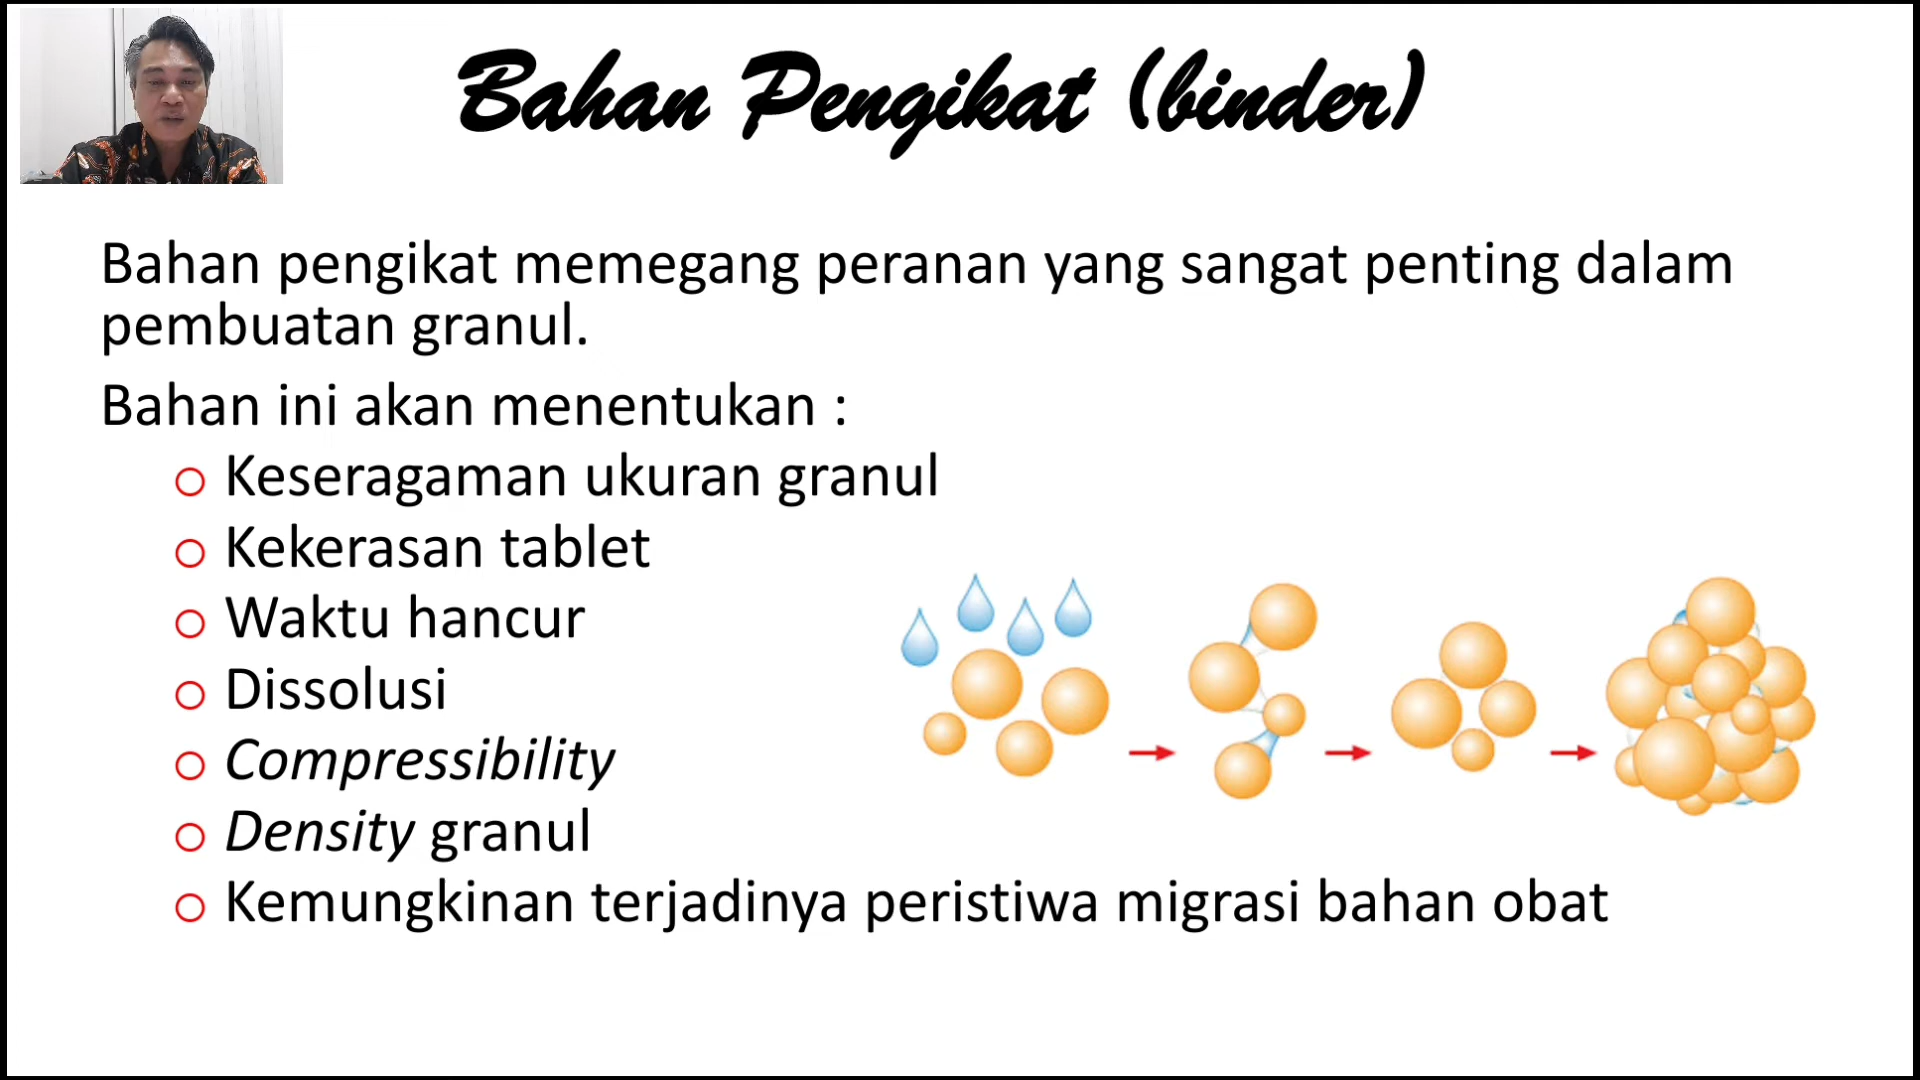 Bahan Pengikat (binder)
Bahan pengikat memegang peranan yang sangat penting dalam
pembuatan granul.
Bahan ini akan menentukan :
Keseragaman ukuran granul
Kekerasan tablet
Waktu hancur
Dissolusi
Compressibility
Density granul
Kemungkinan terjadinya peristiwa migrasi bahan obat